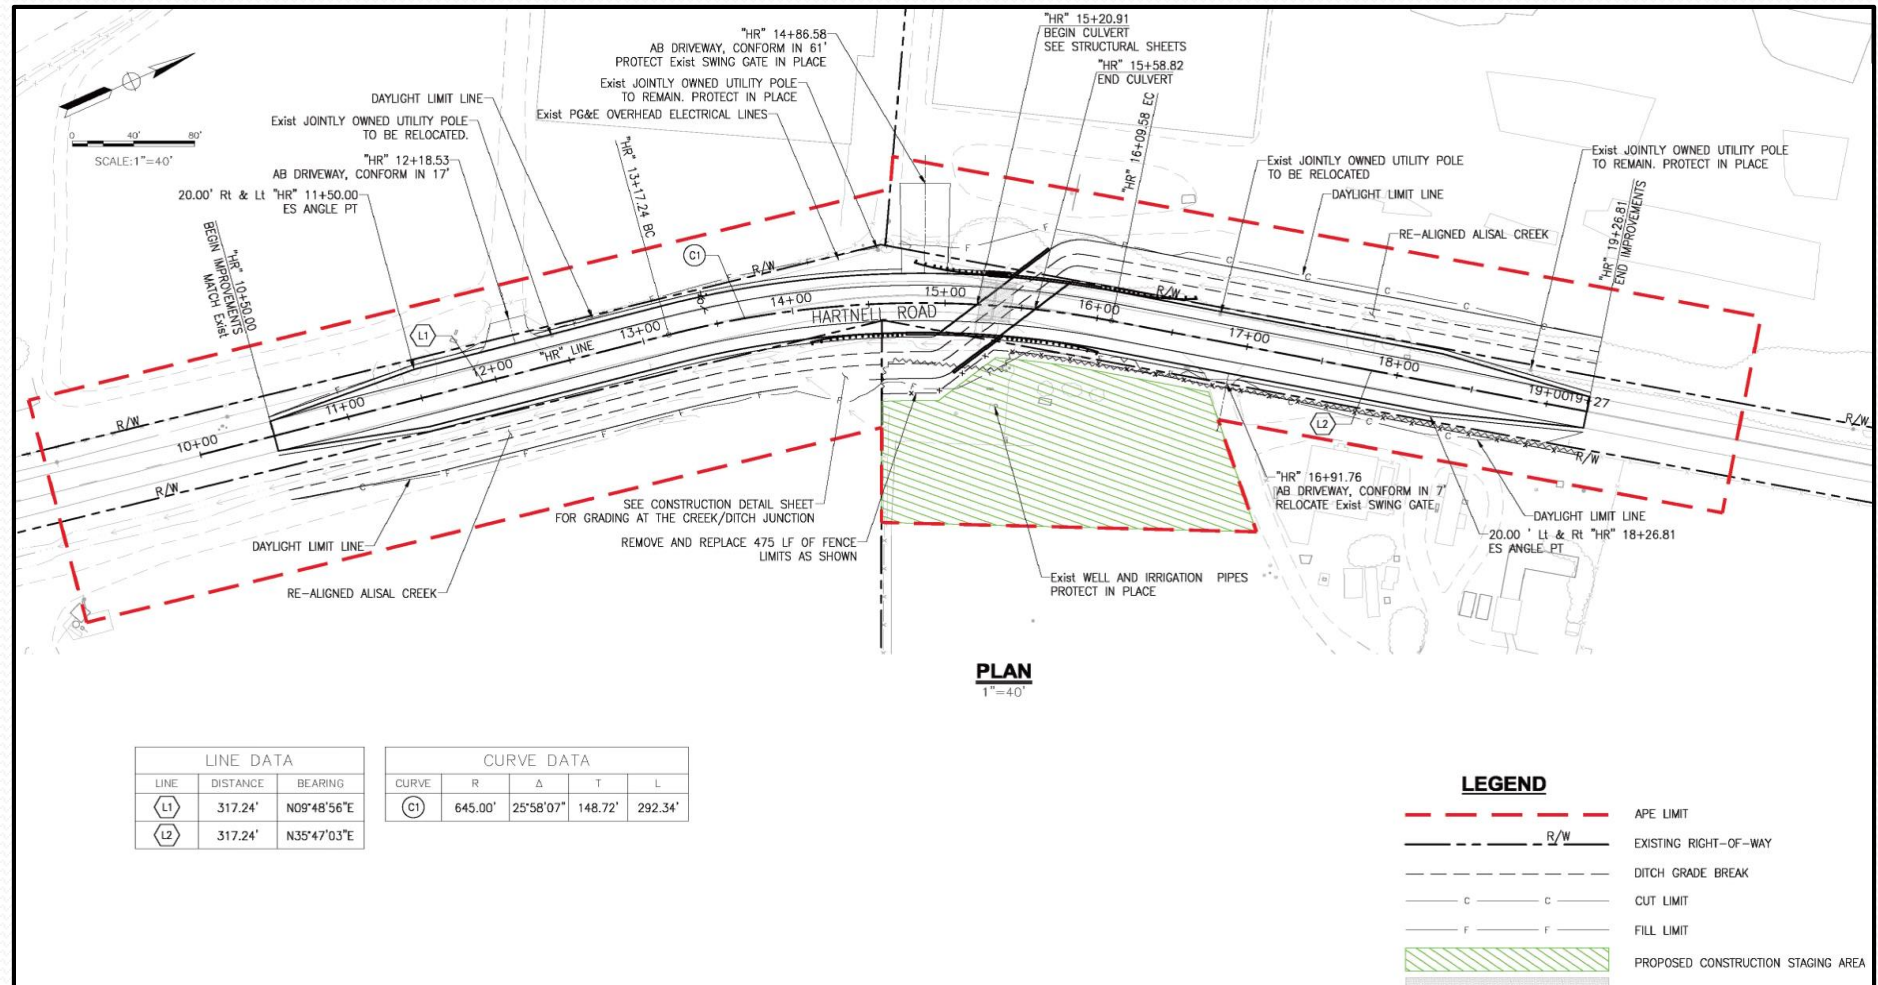 "HR" 14+86.58
AB DRIVEWAY, CONFORM IN 61'
PROTECT Exist SWING GATE IN PLACE
"HR" 15+20.91
BEGIN CULVERT
SEE STRUCTURAL SHEETS
"HR" 15+58.82
END CULVERT
Exist JOINTLY OWNED UTILITY POLE
TO REMAIN. PROTECT IN PLACE
Exist PG&E OVERHEAD ELECTRICAL LINES
DAYLIGHT LIMIT LINE
Exist JOINTLY OWNED UTILITY POLE
TO BE RELOCATED.
"HR" 12+18.53
AB DRIVEWAY, CONFORM IN 17'
20.00' Rt & Lt "HR" 11+50.00
ES ANGLE PT
0 40' 80'
SCALE: 1"=40'
"HR" 10+50.00
BEGIN IMPROVEMENTS
MATCH Exist
"HR" 13+17.24 BC
"HR" 16+09.58 EC
Exist JOINTLY OWNED UTILITY POLE
TO BE RELOCATED
DAYLIGHT LIMIT LINE
Exist JOINTLY OWNED UTILITY POLE
TO REMAIN. PROTECT IN PLACE
RE-ALIGNED ALISAL CREEK
"HR" 19+26.81
END IMPROVEMENTS
C1
L1
R/W
R/W
10+00
11+00
12+00
"HR" LINE
13+00
14+00
15+00
HARTNELL ROAD
16+00
17+00
18+00
19+00
19+27
R/W
R/W
R/W
R/W
L2
"HR" 16+91.76
AB DRIVEWAY, CONFORM IN 7'
RELOCATE Exist SWING GATE
DAYLIGHT LIMIT LINE
20.00 ' Lt & Rt "HR" 18+26.81
ES ANGLE PT
SEE CONSTRUCTION DETAIL SHEET
FOR GRADING AT THE CREEK/DITCH JUNCTION
REMOVE AND REPLACE 475 LF OF FENCE
LIMITS AS SHOWN
DAYLIGHT LIMIT LINE
RE-ALIGNED ALISAL CREEK
Exist WELL AND IRRIGATION PIPES
PROTECT IN PLACE
PLAN
1"=40'
LINE DATA
LINE DISTANCE BEARING
L1 317.24' N09°48'56"E
L2 317.24' N35°47'03"E
CURVE DATA
CURVE R Δ T L
C1 645.00' 25°58'07" 148.72' 292.34'
LEGEND
APE LIMIT
R/W EXISTING RIGHT-OF-WAY
DITCH GRADE BREAK
C C CUT LIMIT
F F FILL LIMIT
PROPOSED CONSTRUCTION STAGING AREA